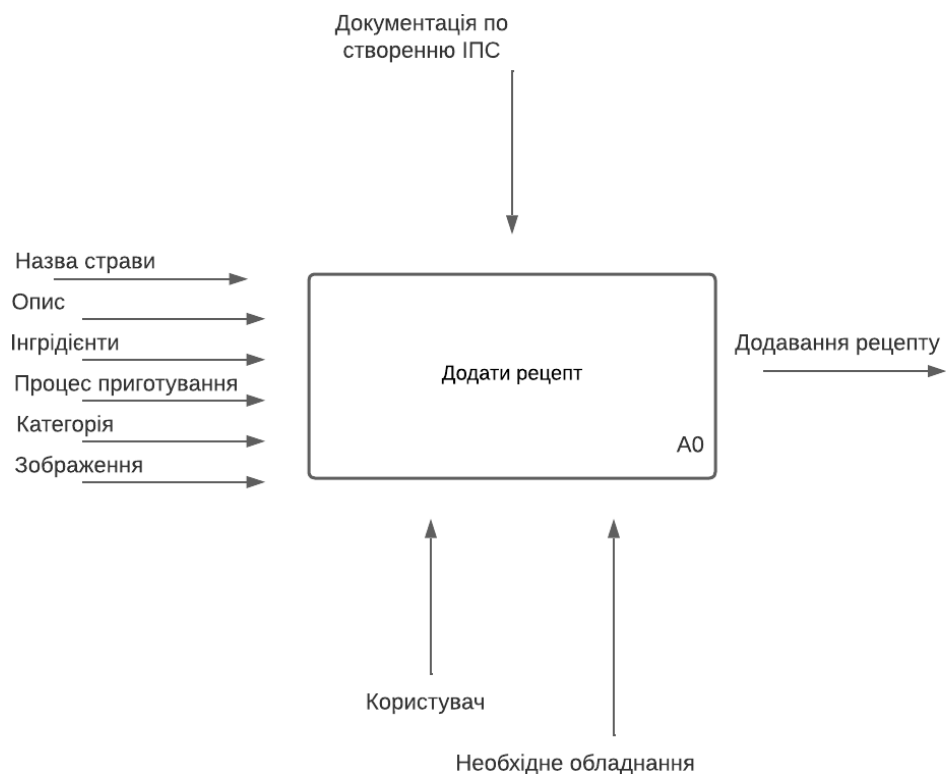 Документація по
створенню ІПС
Назва страви
Опис
Інгрідієнти
Процес приготування
Категорія
Зображення
Додати рецепт
А0
Додавання рецепту
Користувач
Необхідне обладнання